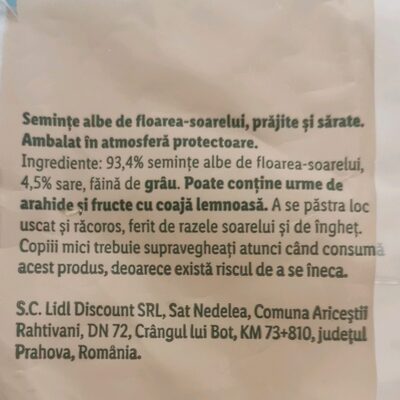 Semințe albe de floarea-soarelui, prăjite și sărate.
Ambalat în atmosferă protectoare.
Ingrediente: 93,4% semințe albe de floarea-soarelui,
4,5% sare, făină de grâu. Poate conține urme de
arahide și fructe cu coajă lemnoasă. A se păstra loc
uscat și răcoros, ferit de razele soarelui și de îngheț.
Copiii mici trebuie supravegheați atunci când consumă
acest produs, deoarece există riscul de a se îneca.
S.C. Lidl Discount SRL, Sat Nedelea, Comuna Ariceștii
Rahtivani, DN 72, Crângul lui Bot, KM 73+810, județul
Prahova, România.